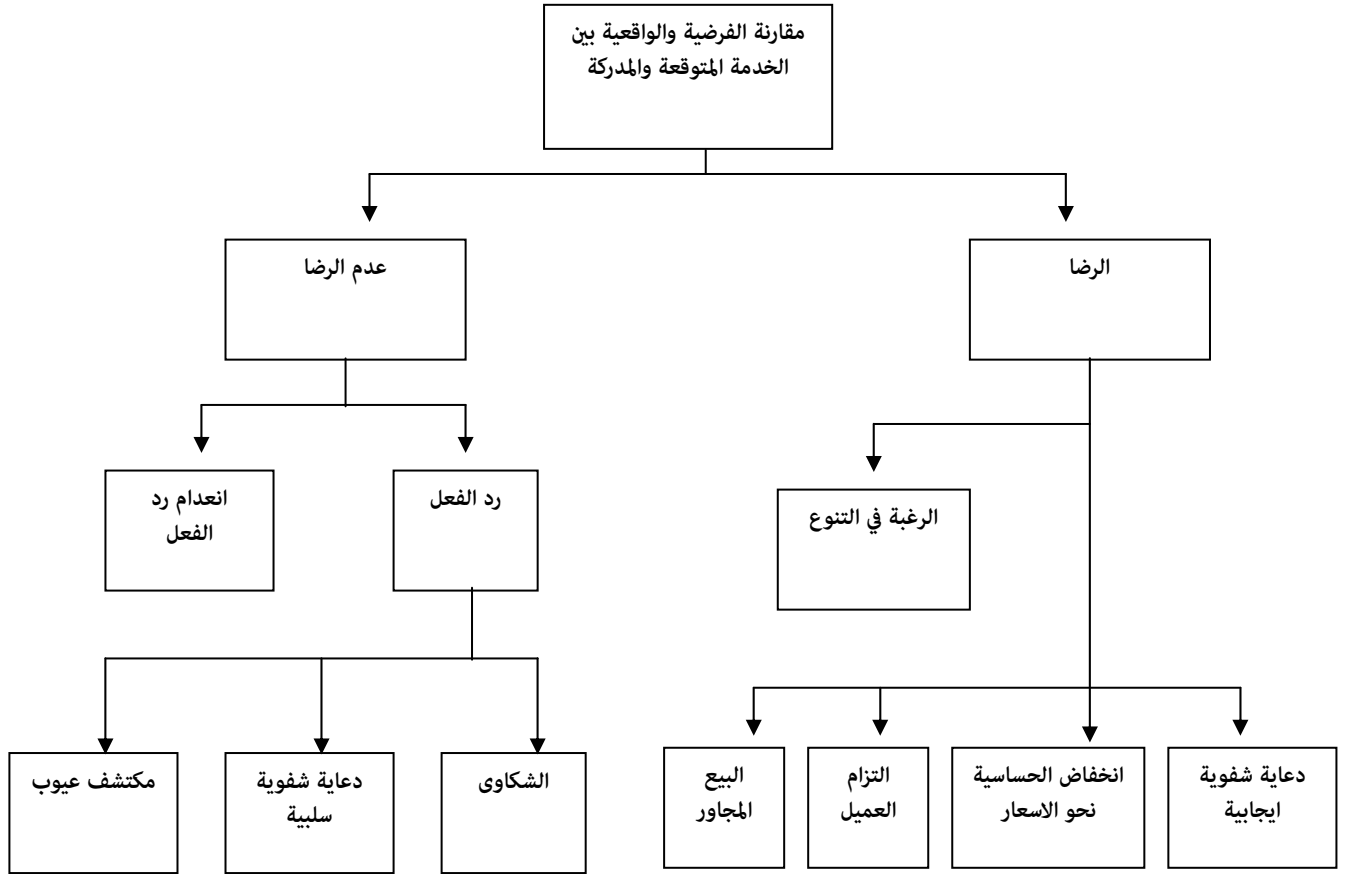 مقارنة الفرضية والواقعية بين
الخدمة المتوقعة والمدركة
الرضا
عدم الرضا
الرغبة في التنوع
رد الفعل
انعدام رد
الفعل
دعاية شفوية
ايجابية
انخفاض الحساسية
نحو الاسعار
التزام
العميل
البيع
المجاور
الشكاوى
دعاية شفوية
سلبية
مكتشف عيوب